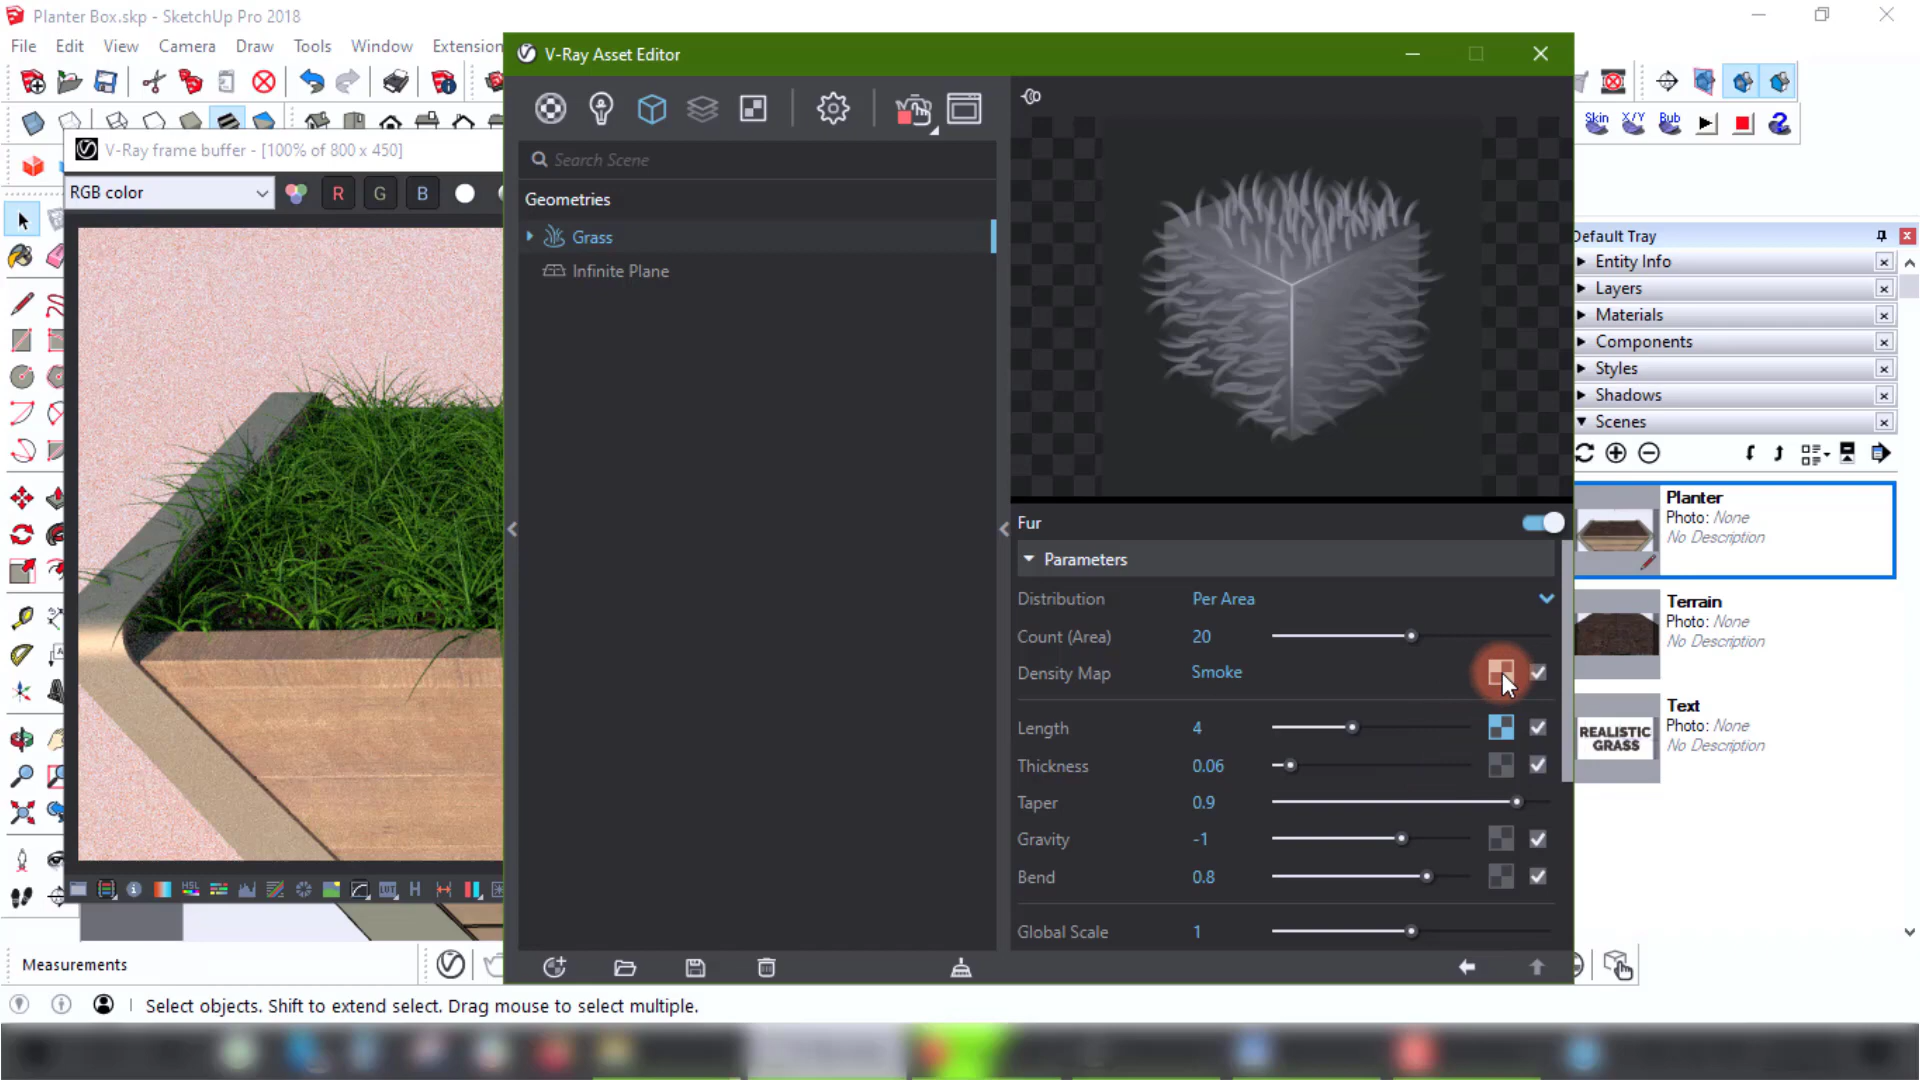 Planter Box.skp - SketchUp Pro 2018
File Edit View Camera Draw Tools Window Extension
V-Ray Asset Editor
V-Ray frame buffer - [100% of 800 x 450]
RGB color
R G B
Search Scene
Geometries
Grass
Infinite Plane
Fur
Parameters
Distribution Per Area
Count (Area) 20
Density Map Smoke
Length 4
Thickness 0.06
Taper 0.9
Gravity -1
Bend 0.8
Global Scale 1
Skin X/Y Bub
Default Tray
Entity Info
Layers
Materials
Components
Styles
Shadows
Scenes
Planter
Photo: None
No Description
Terrain
Photo: None
No Description
Text
Photo: None
No Description
REALISTIC
GRASS
HSL
LUT
H
Measurements
Select objects. Shift to extend select. Drag mouse to select multiple.